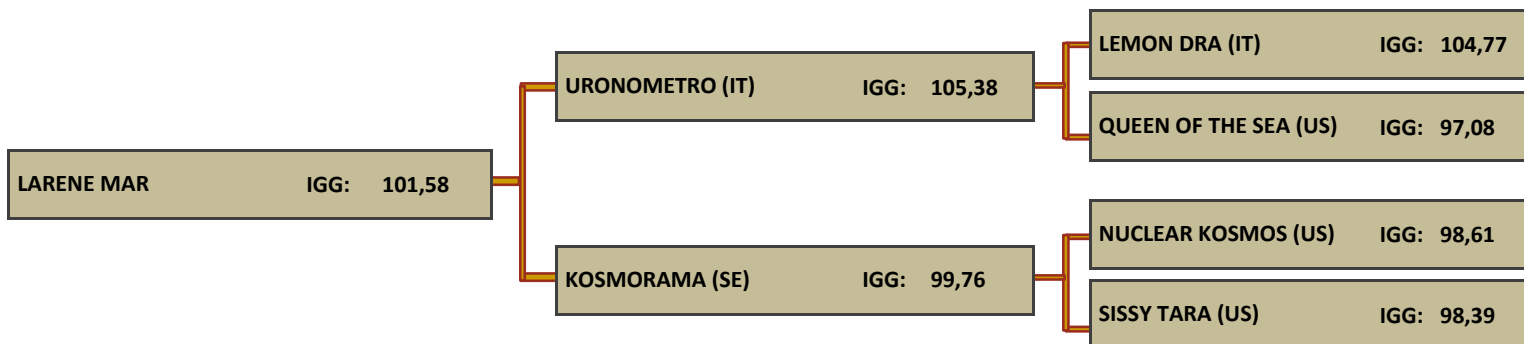 LEMON DRA (IT) IGG: 104,77
URONOMETRO (IT) IGG: 105,38
QUEEN OF THE SEA (US) IGG: 97,08
LARENE MAR IGG: 101,58
NUCLEAR KOSMOS (US) IGG: 98,61
KOSMORAMA (SE) IGG: 99,76
SISSY TARA (US) IGG: 98,39